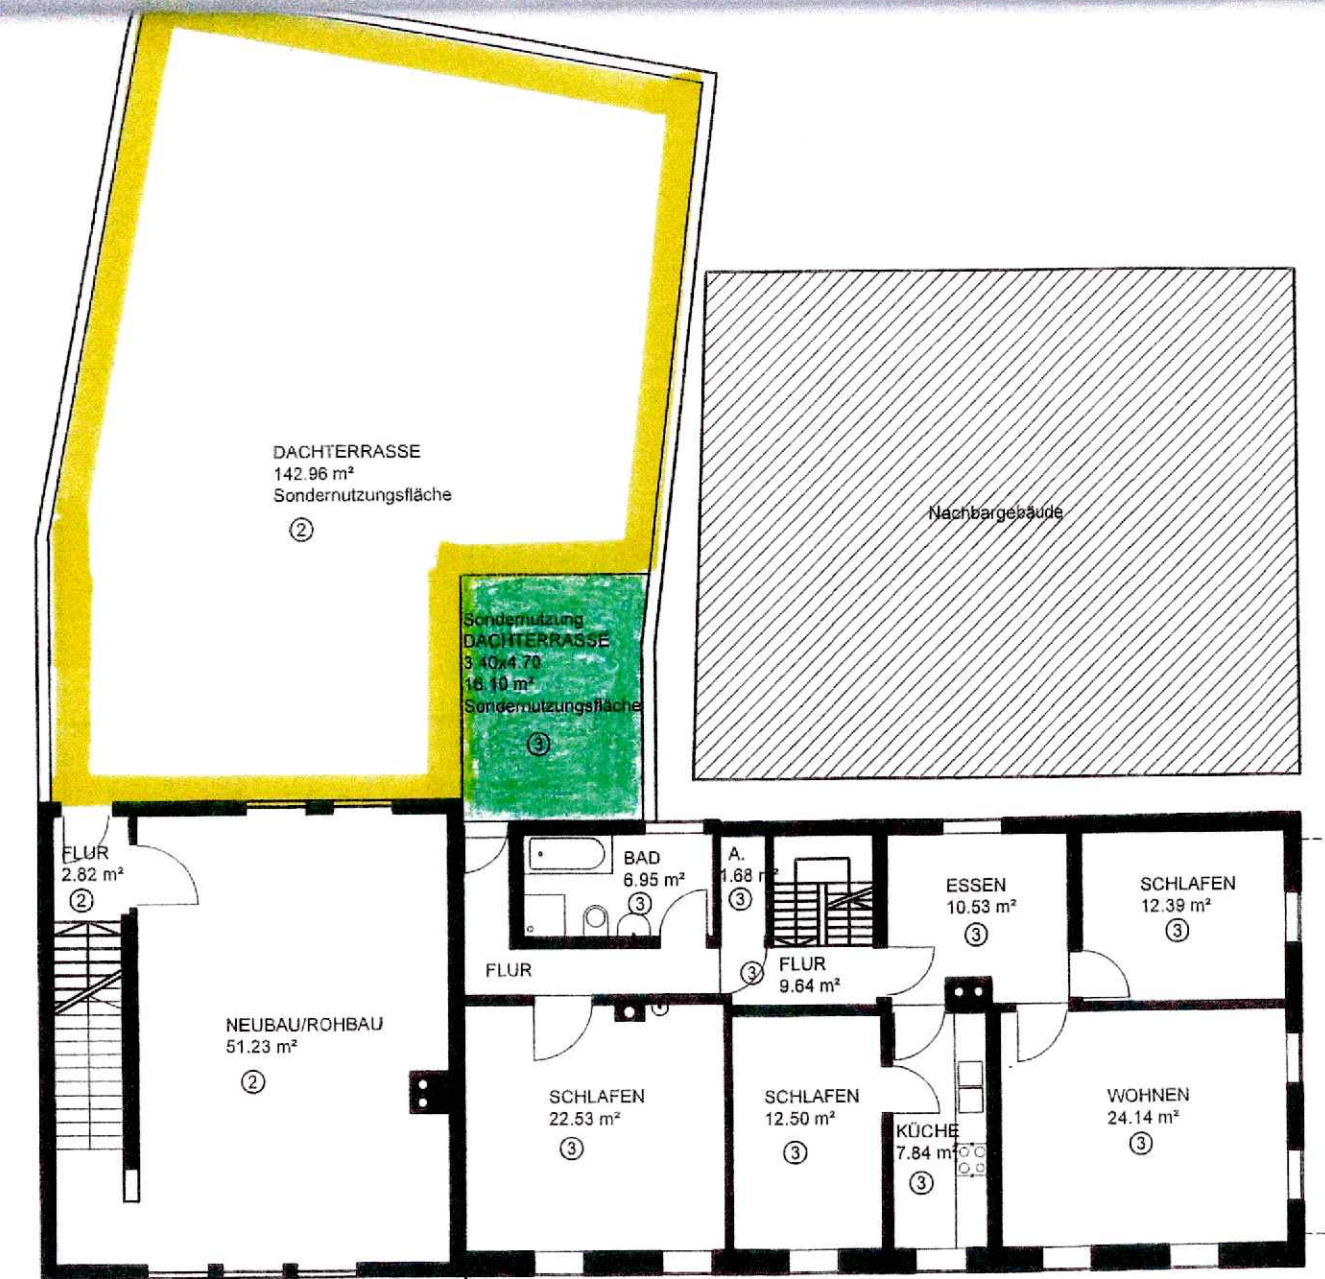 DACHTERRASSE
142.96 m²
Sondernutzungsfläche
②
Nachbargebäude
Sondernutzung
DACHTERRASSE
3.40x4.70
16.10 m²
Sondernutzungsfläche
③
FLUR
2.82 m²
②
BAD
6.95 m²
③
A.
1.68 m²
③
ESSEN
10.53 m²
③
SCHLAFEN
12.39 m²
③
FLUR
③
FLUR
9.64 m²
NEUBAU/ROHBAU
51.23 m²
②
SCHLAFEN
22.53 m²
③
SCHLAFEN
12.50 m²
③
KÜCHE
7.84 m²
③
WOHNEN
24.14 m²
③